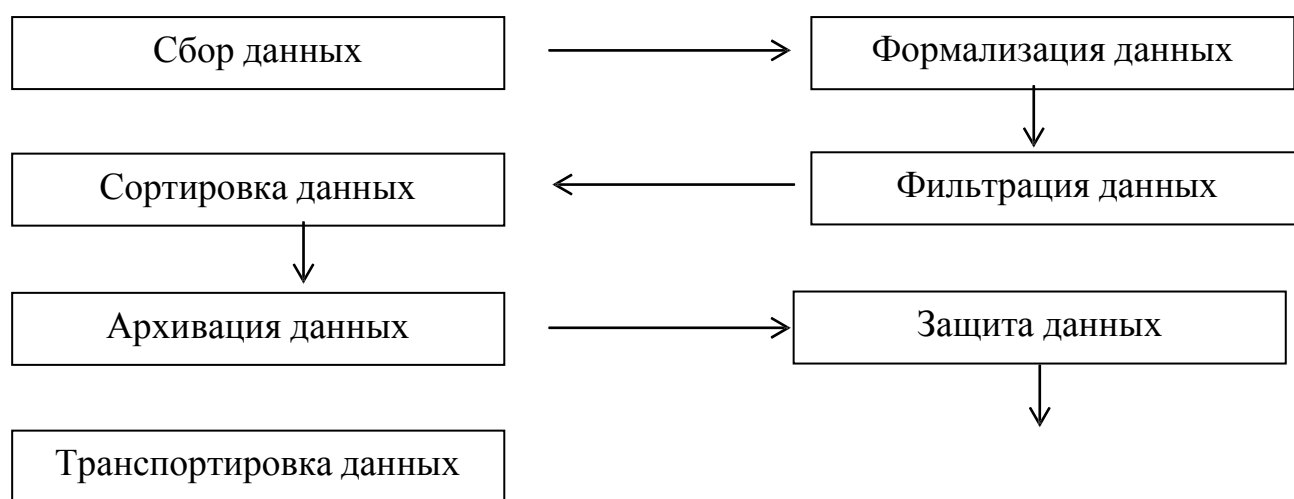 Сбор данных
Формализация данных
Сортировка данных
Фильтрация данных
Архивация данных
Защита данных
Транспортировка данных